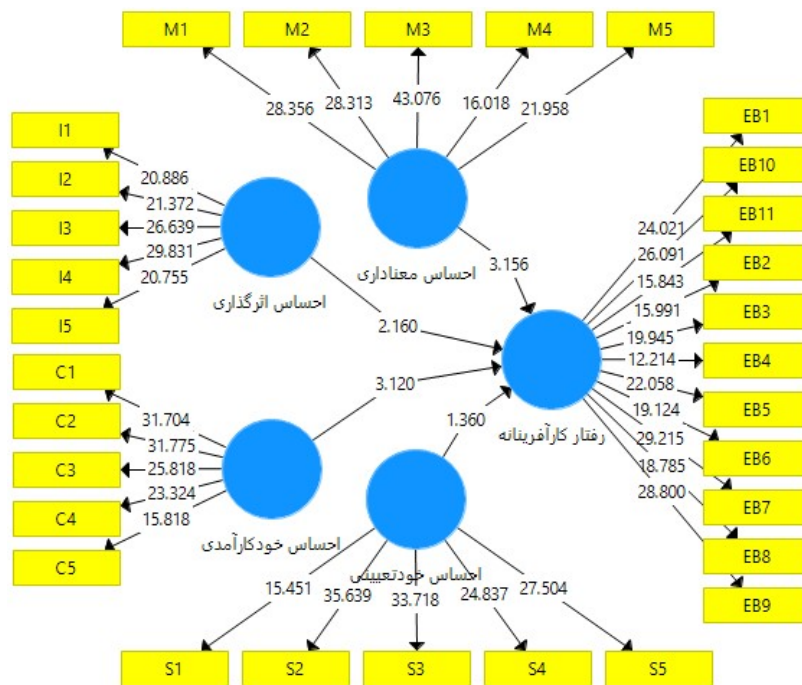 M1
M2
M3
M4
M5
28.356
28.313
43.076
16.018
21.958
I1
I2
I3
I4
I5
20.886
21.372
26.639
29.831
20.755
احساس اثرگذاری
احساس معناداری
3.156
2.160
3.120
1.360
C1
C2
C3
C4
C5
31.704
31.775
25.818
23.324
15.818
احساس خودکارآمدی
احساس خودتعیینی
رفتار کارآفرینانه
EB1
EB10
EB11
EB2
EB3
EB4
EB5
EB6
EB7
EB8
EB9
24.021
26.091
15.843
15.991
19.945
12.214
22.058
19.124
29.215
18.785
28.800
15.451
35.639
33.718
24.837
27.504
S1
S2
S3
S4
S5